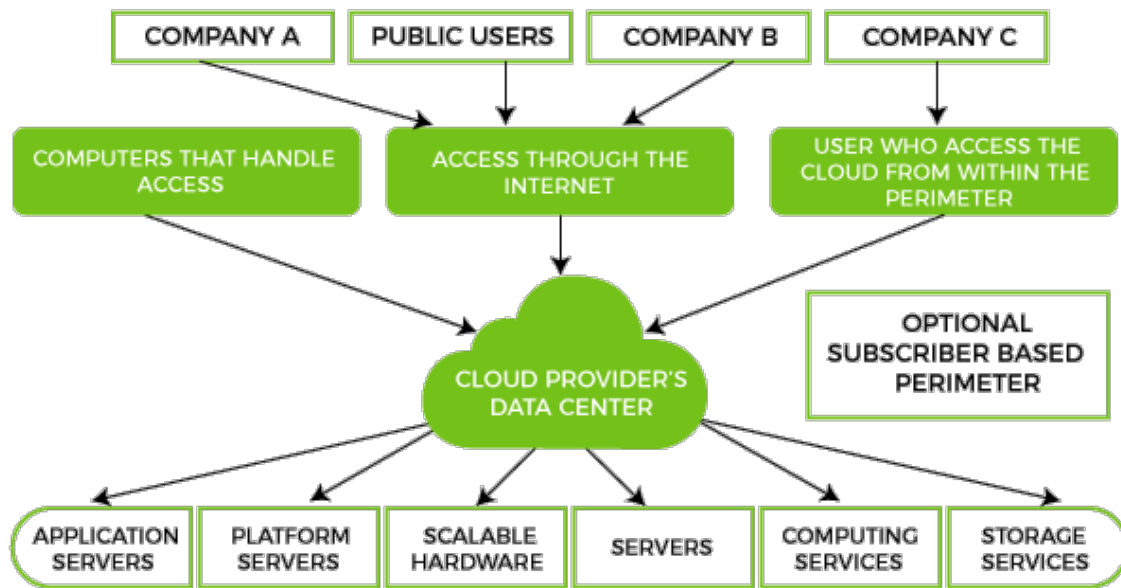 COMPANY A
PUBLIC USERS
COMPANY B
COMPANY C
COMPUTERS THAT HANDLE
ACCESS
ACCESS THROUGH THE
INTERNET
USER WHO ACCESS THE
CLOUD FROM WITHIN THE
PERIMETER
CLOUD PROVIDER'S
DATA CENTER
OPTIONAL
SUBSCRIBER BASED
PERIMETER
APPLICATION
SERVERS
PLATFORM
SERVERS
SCALABLE
HARDWARE
SERVERS
COMPUTING
SERVICES
STORAGE
SERVICES